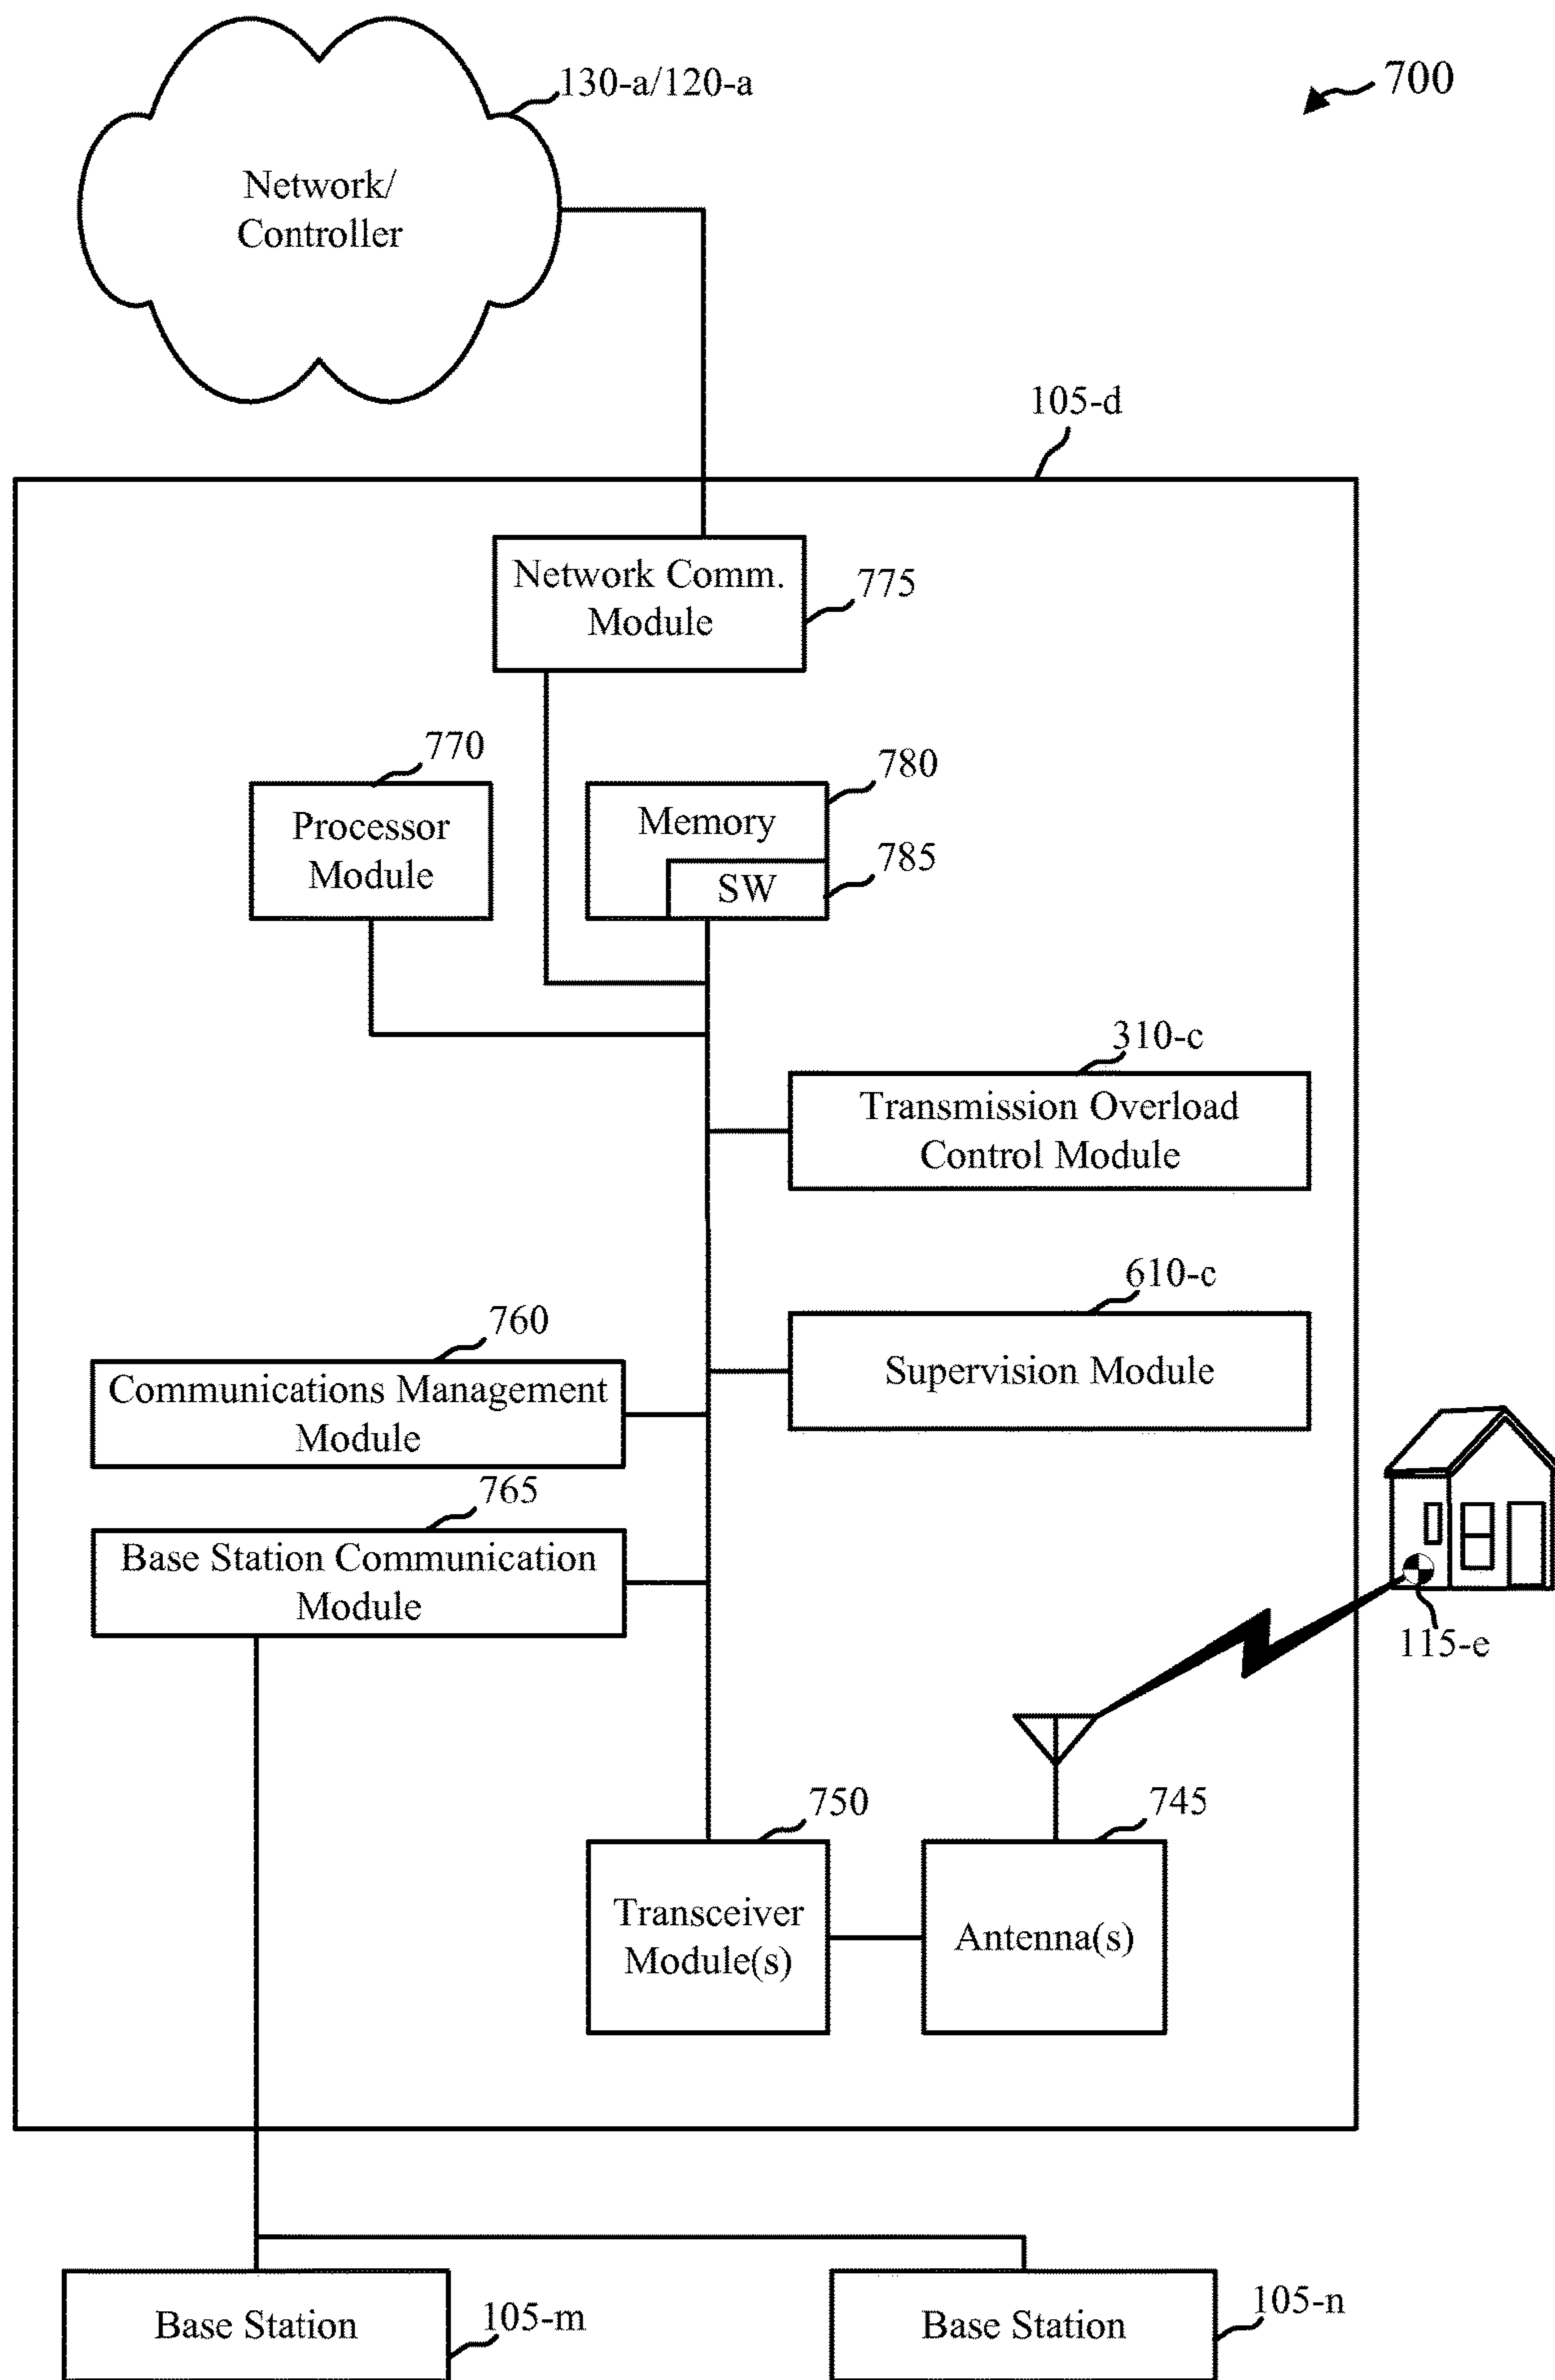 130-a/120-a
700
Network/
Controller
105-d
Network Comm.
Module
775
770
780
Processor
Module
Memory
785
SW
310-c
Transmission Overload
Control Module
610-c
760
Supervision Module
Communications Management
Module
765
Base Station Communication
Module
115-e
750
745
Transceiver
Module(s)
Antenna(s)
Base Station
105-m
Base Station
105-n